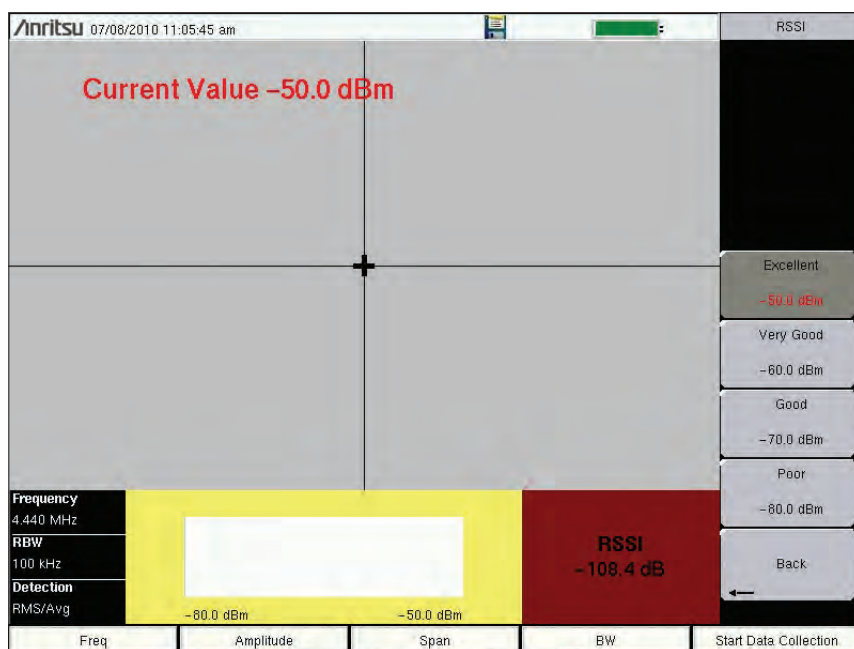 /Inritsu 07/08/2010 11:05:45 am
RSSI
Current Value -50.0 dBm
Excellent
-50.0 dBm
Very Good
-60.0 dBm
Good
-70.0 dBm
Poor
-80.0 dBm
Back
Frequency
4.440 MHz
RBW
100 kHz
Detection
RMS/Avg
-80.0 dBm
-50.0 dBm
RSSI
-108.4 dB
Freq
Amplitude
Span
BW
Start Data Collection